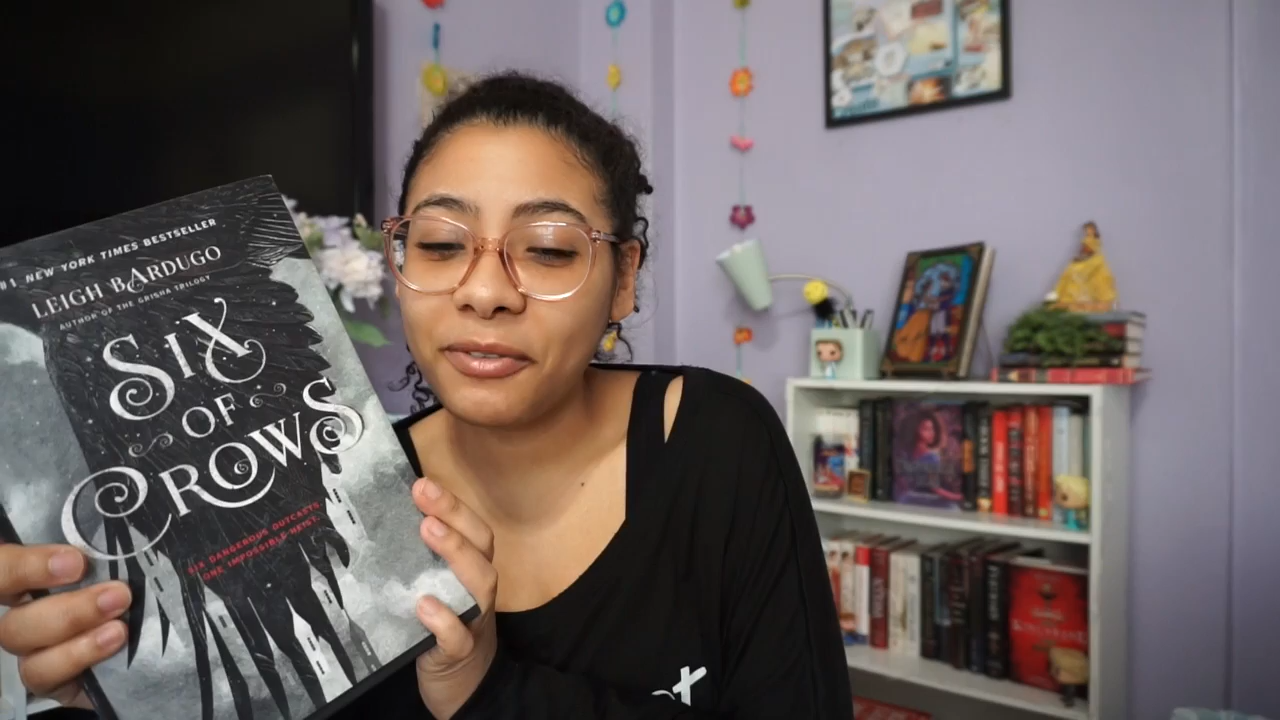 #1 NEW YORK TIMES BESTSELLER
LEIGH BARDUGO
AUTHOR OF THE GRISHA TRILOGY
SIX
OF
CROWS
SIX DANGEROUS OUTCASTS.
ONE IMPOSSIBLE HEIST.